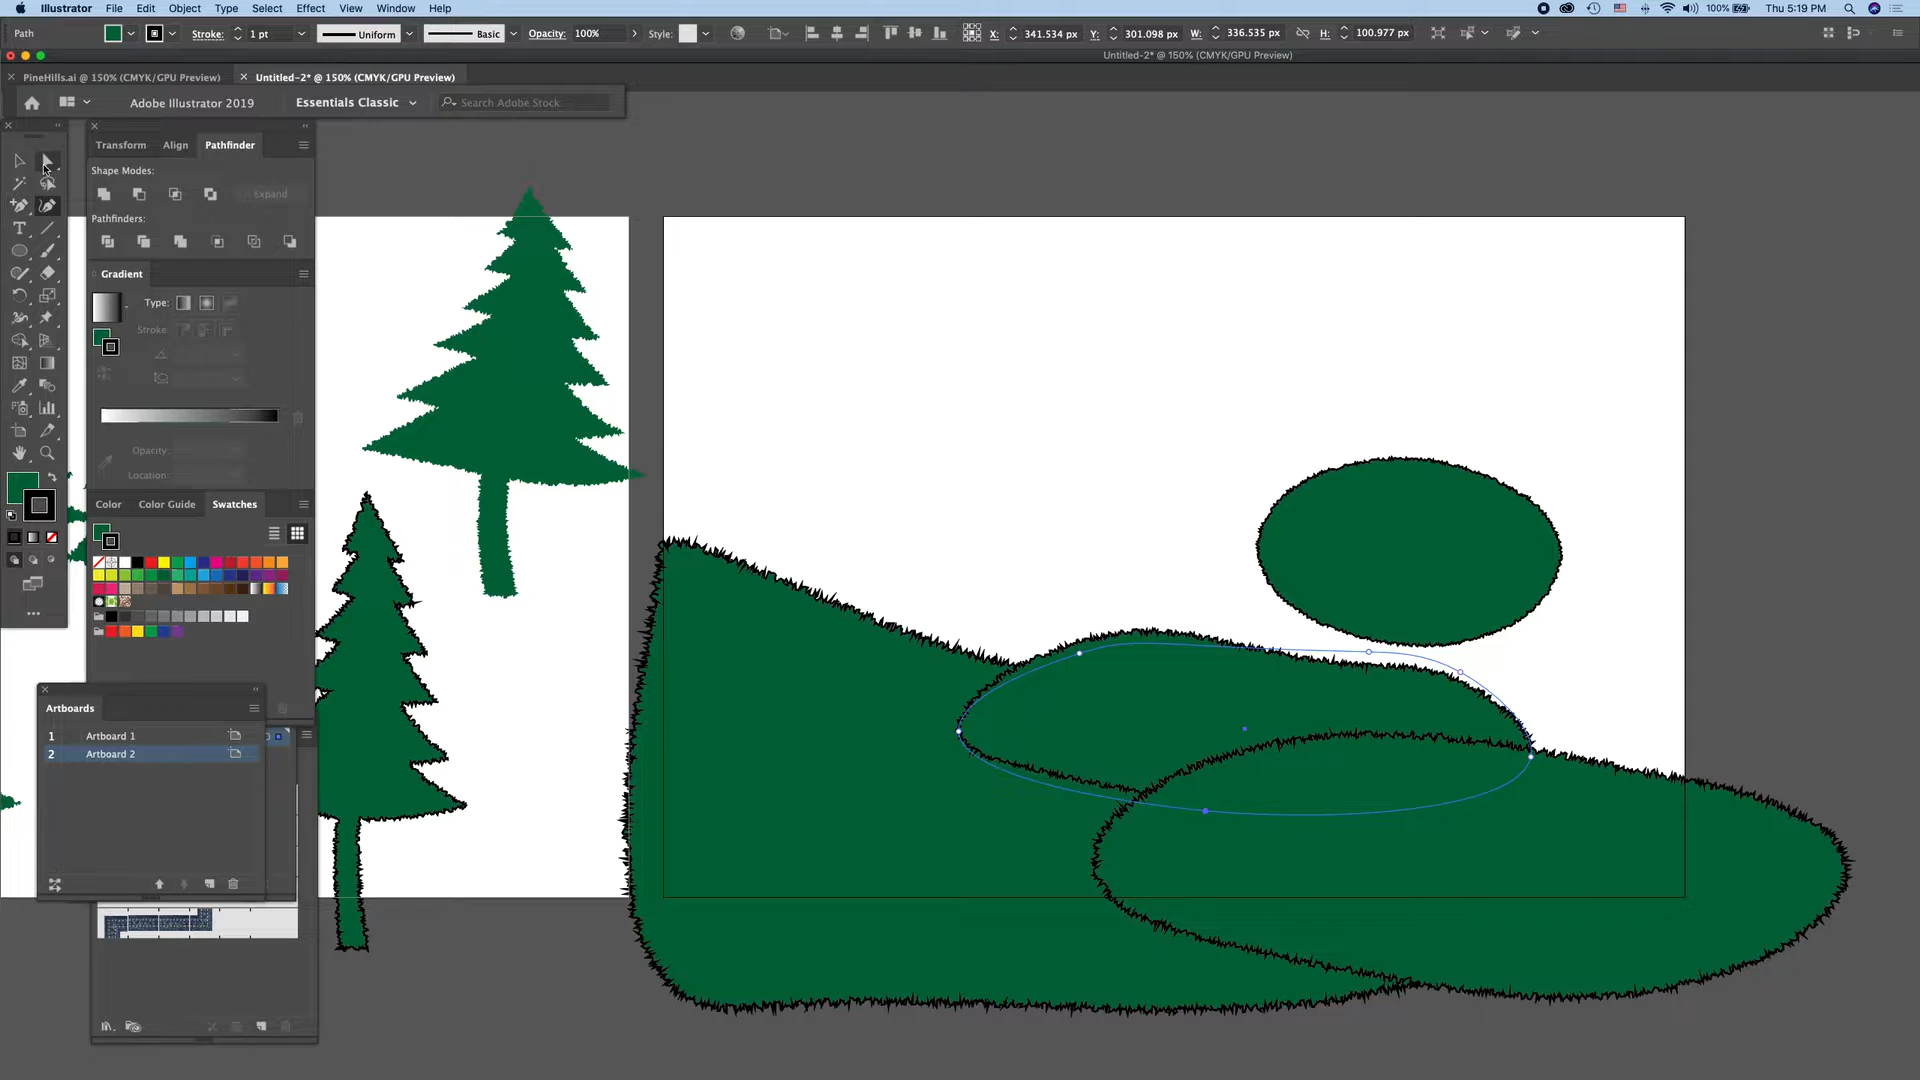 Illustrator File Edit Object Type Select Effect View Window Help 100% Thu 5:19 PM
Path Stroke: 1 pt Uniform Basic Opacity: 100% Style: X: 341.534 px Y: 301.098 px W: 336.535 px H: 100.977 px
Untitled-2* @ 150% (CMYK/GPU Preview)
PineHills.ai @ 150% (CMYK/GPU Preview) Untitled-2* @ 150% (CMYK/GPU Preview)
Adobe Illustrator 2019 Essentials Classic Search Adobe Stock
Transform Align Pathfinder
Shape Modes:
Expand
Pathfinders:
Gradient
Type:
Stroke
Opacity:
Location:
Color Color Guide Swatches
Artboards
1 Artboard 1
2 Artboard 2